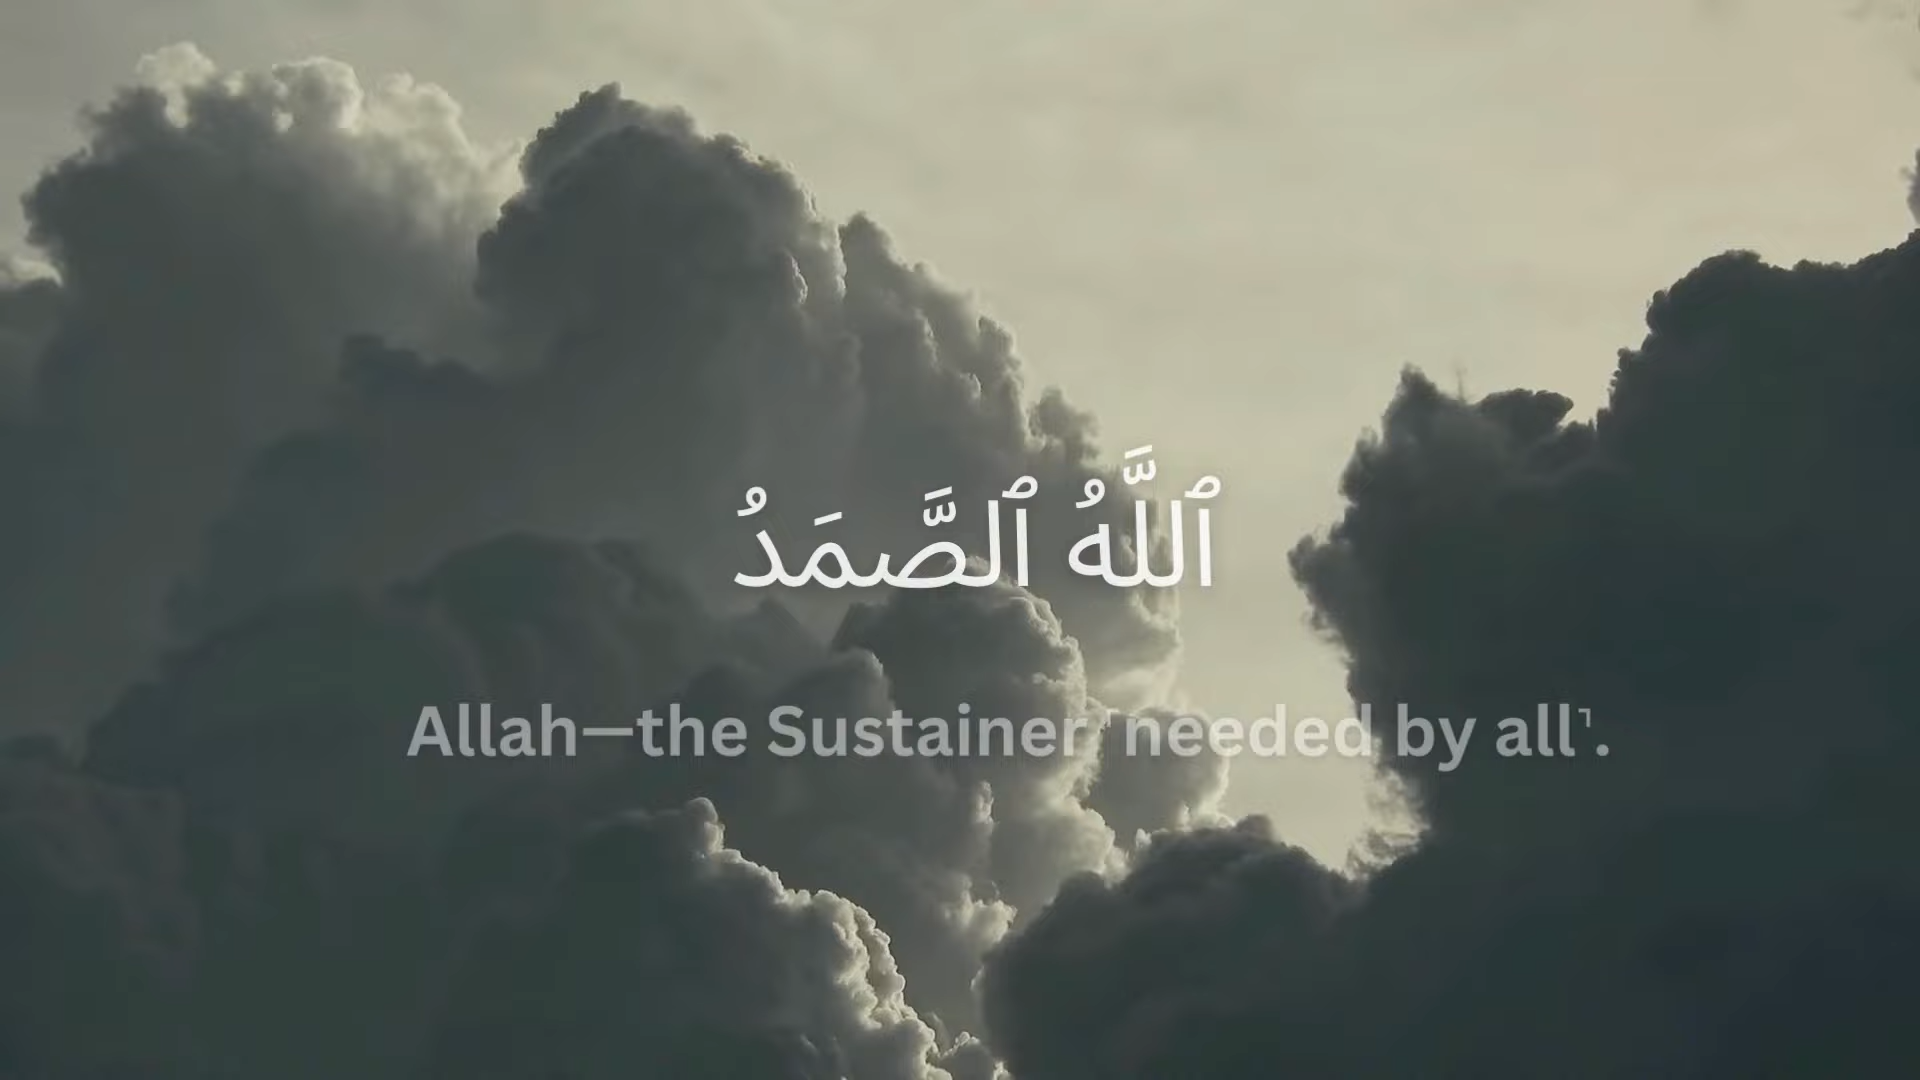 ٱللَّهُ ٱلصَّمَدُ
Allah—the Sustainer needed by all˺.